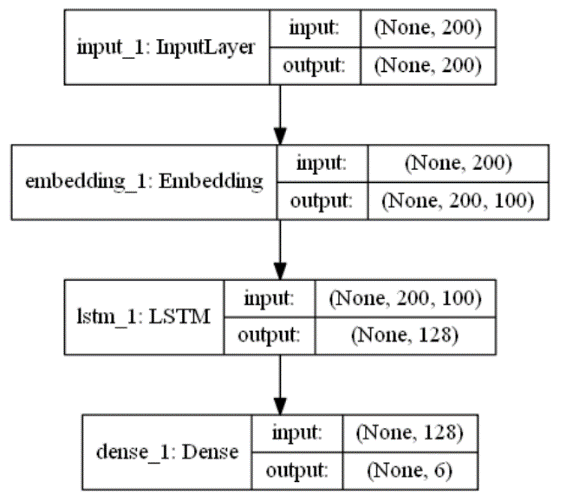 input_1: InputLayer
input: (None, 200)
output: (None, 200)
embedding_1: Embedding
input: (None, 200)
output: (None, 200, 100)
lstm_1: LSTM
input: (None, 200, 100)
output: (None, 128)
dense_1: Dense
input: (None, 128)
output: (None, 6)